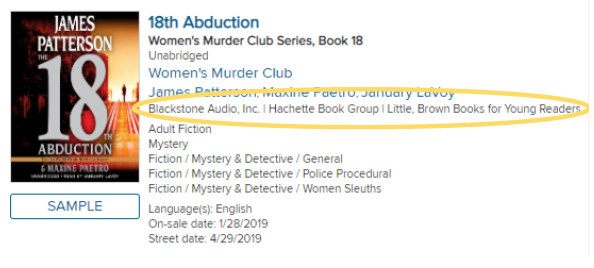 JAMES
PATTERSON
THE
18
TH
ABDUCTION
& MAXINE PAETRO
UNABRIDGED • READ BY JANUARY LAVOY
SAMPLE
18th Abduction
Women's Murder Club Series, Book 18
Unabridged
Women's Murder Club
James Patterson, Maxine Paetro, January LaVoy
Blackstone Audio, Inc. | Hachette Book Group | Little, Brown Books for Young Readers
Adult Fiction
Mystery
Fiction / Mystery & Detective / General
Fiction / Mystery & Detective / Police Procedural
Fiction / Mystery & Detective / Women Sleuths
Language(s): English
On-sale date: 1/28/2019
Street date: 4/29/2019